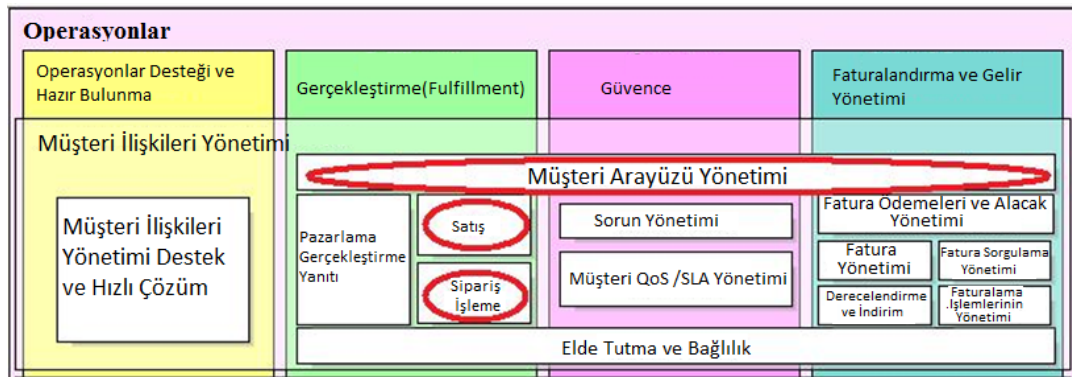 Operasyonlar
Operasyonlar Desteği ve
Hazır Bulunma
Gerçekleştirme(Fulfillment)
Güvence
Faturalandırma ve Gelir
Yönetimi
Müşteri İlişkileri Yönetimi
Müşteri Arayüzü Yönetimi
Müşteri İlişkileri
Yönetimi Destek
ve Hızlı Çözüm
Pazarlama
Gerçekleştirme
Yanıtı
Satış
Sipariş
İşleme
Sorun Yönetimi
Müşteri QoS /SLA Yönetimi
Fatura Ödemeleri ve Alacak
Yönetimi
Fatura
Yönetimi
Fatura Sorgulama
Yönetimi
Derecelendirme
ve İndirim
Faturalama
.İşlemlerinin
Yönetimi
Elde Tutma ve Bağlılık